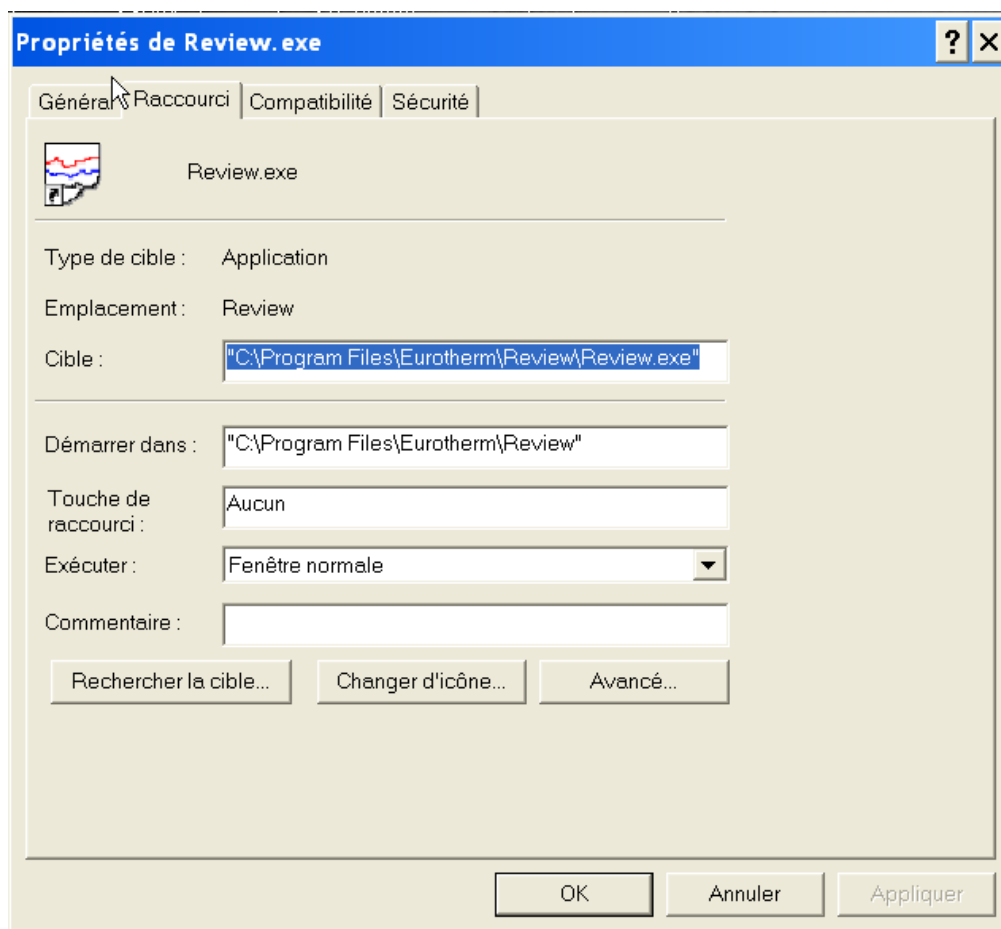 Propriétés de Review.exe
Général Raccourci Compatibilité Sécurité
Review.exe
Type de cible : Application
Emplacement : Review
Cible : "C:\Program Files\Eurotherm\Review\Review.exe"
Démarrer dans : "C:\Program Files\Eurotherm\Review"
Touche de
raccourci : Aucun
Exécuter : Fenêtre normale
Commentaire :
Rechercher la cible... Changer d'icône... Avancé...
OK Annuler Appliquer